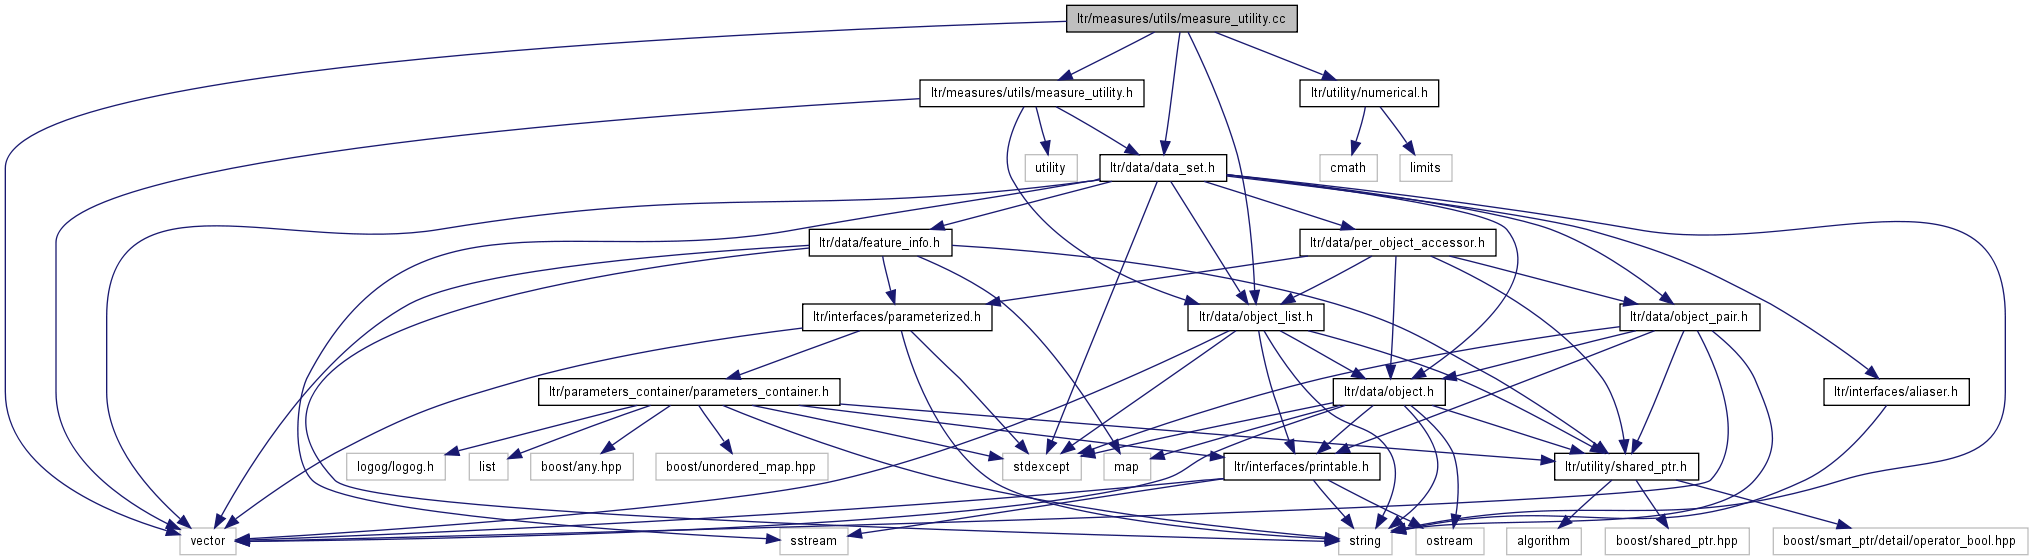 ltr/measures/utils/measure_utility.cc
ltr/measures/utils/measure_utility.h
ltr/utility/numerical.h
utility
ltr/data/data_set.h
cmath
limits
ltr/data/feature_info.h
ltr/data/per_object_accessor.h
ltr/interfaces/parameterized.h
ltr/data/object_list.h
ltr/data/object_pair.h
ltr/parameters_container/parameters_container.h
ltr/data/object.h
ltr/interfaces/aliaser.h
logog/logog.h
list
boost/any.hpp
boost/unordered_map.hpp
stdexcept
map
ltr/interfaces/printable.h
ltr/utility/shared_ptr.h
vector
sstream
string
ostream
algorithm
boost/shared_ptr.hpp
boost/smart_ptr/detail/operator_bool.hpp